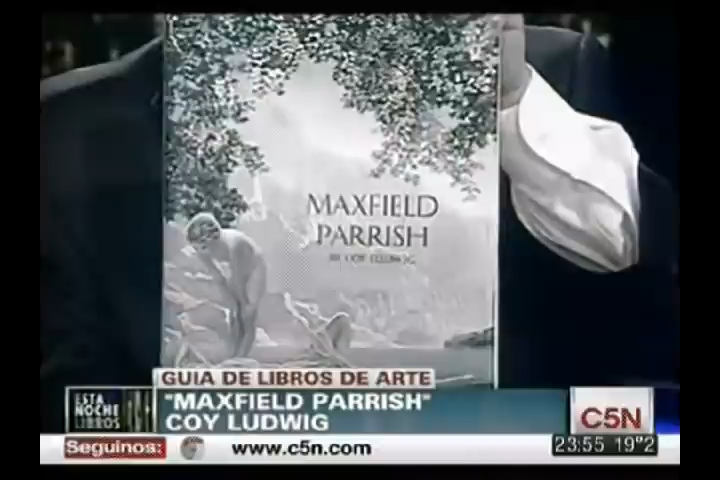 MAXFIELD
PARRISH
BY COY LUDWIG
GUIA DE LIBROS DE ARTE
ESTA
NOCHE
LIBROS
"MAXFIELD PARRISH"
COY LUDWIG
C5N
Seguinos:
www.c5n.com
23:55 19°2